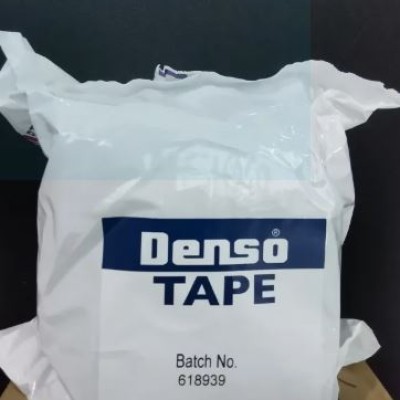 Denso®
TAPE
Batch No.
618939